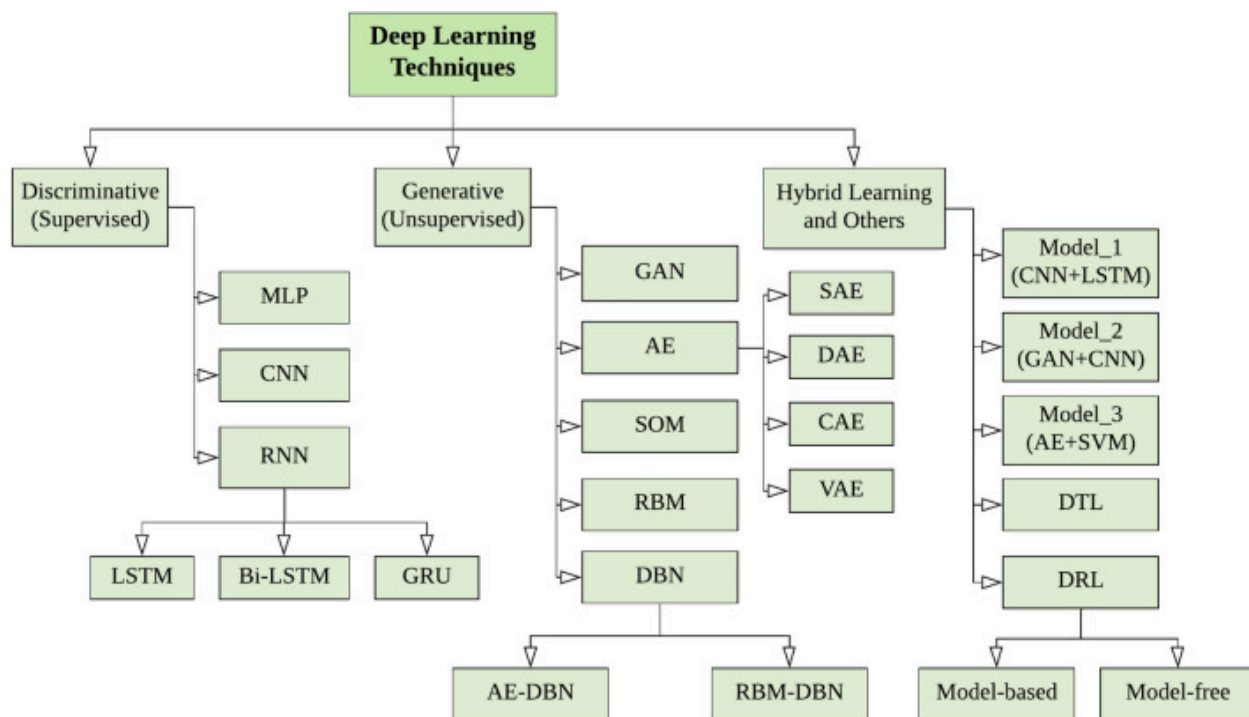 Deep Learning
Techniques
Discriminative
(Supervised)
Generative
(Unsupervised)
Hybrid Learning
and Others
MLP
CNN
RNN
LSTM
Bi-LSTM
GRU
GAN
AE
SOM
RBM
DBN
SAE
DAE
CAE
VAE
AE-DBN
RBM-DBN
Model_1
(CNN+LSTM)
Model_2
(GAN+CNN)
Model_3
(AE+SVM)
DTL
DRL
Model-based
Model-free